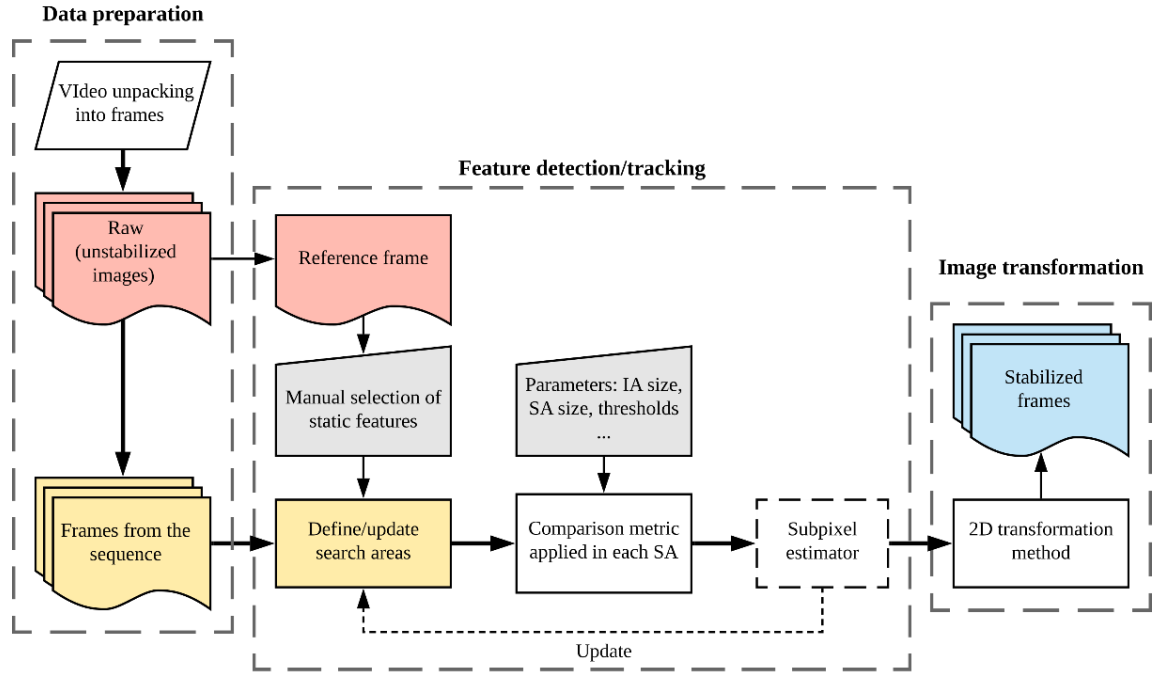 Data preparation
VIdeo unpacking
into frames
Raw
(unstabilized
images)
Frames from the
sequence
Feature detection/tracking
Reference frame
Manual selection of
static features
Define/update
search areas
Parameters: IA size,
SA size, thresholds
...
Comparison metric
applied in each SA
Subpixel
estimator
Update
Image transformation
Stabilized
frames
2D transformation
method